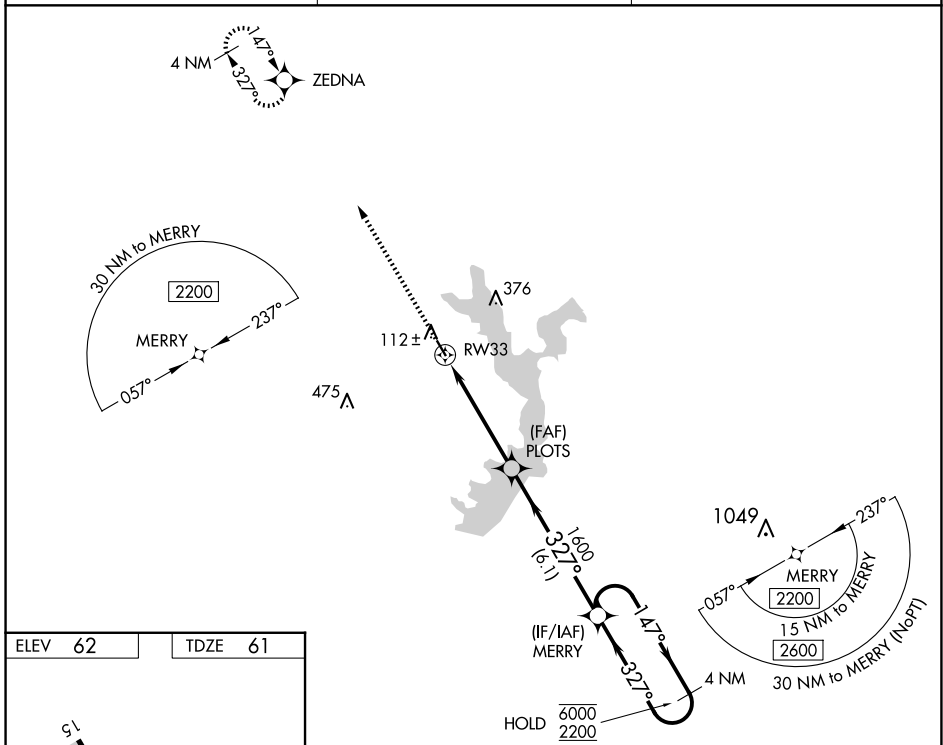 147°
4 NM
327°
ZEDNA
30 NM to MERRY
2200
237°
MERRY
057°
376
112±
RW33
475
(FAF)
PLOTS
1600
327°
(6.1)
1049
237°
MERRY
057°
2200
15 NM to MERRY
2600
30 NM to MERRY (NoPT)
(IF/IAF)
MERRY
147°
327°
4 NM
HOLD 6000
2200
ELEV 62
TDZE 61
15